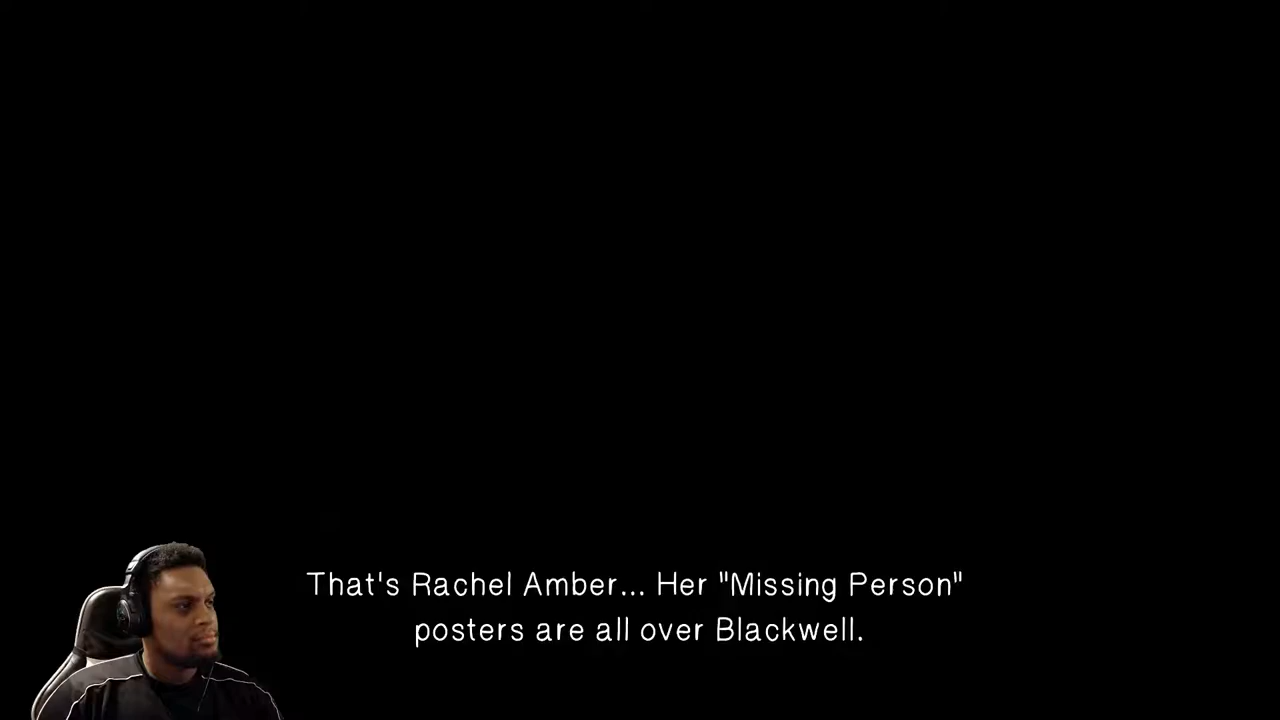 That's Rachel Amber... Her "Missing Person"
posters are all over Blackwell.